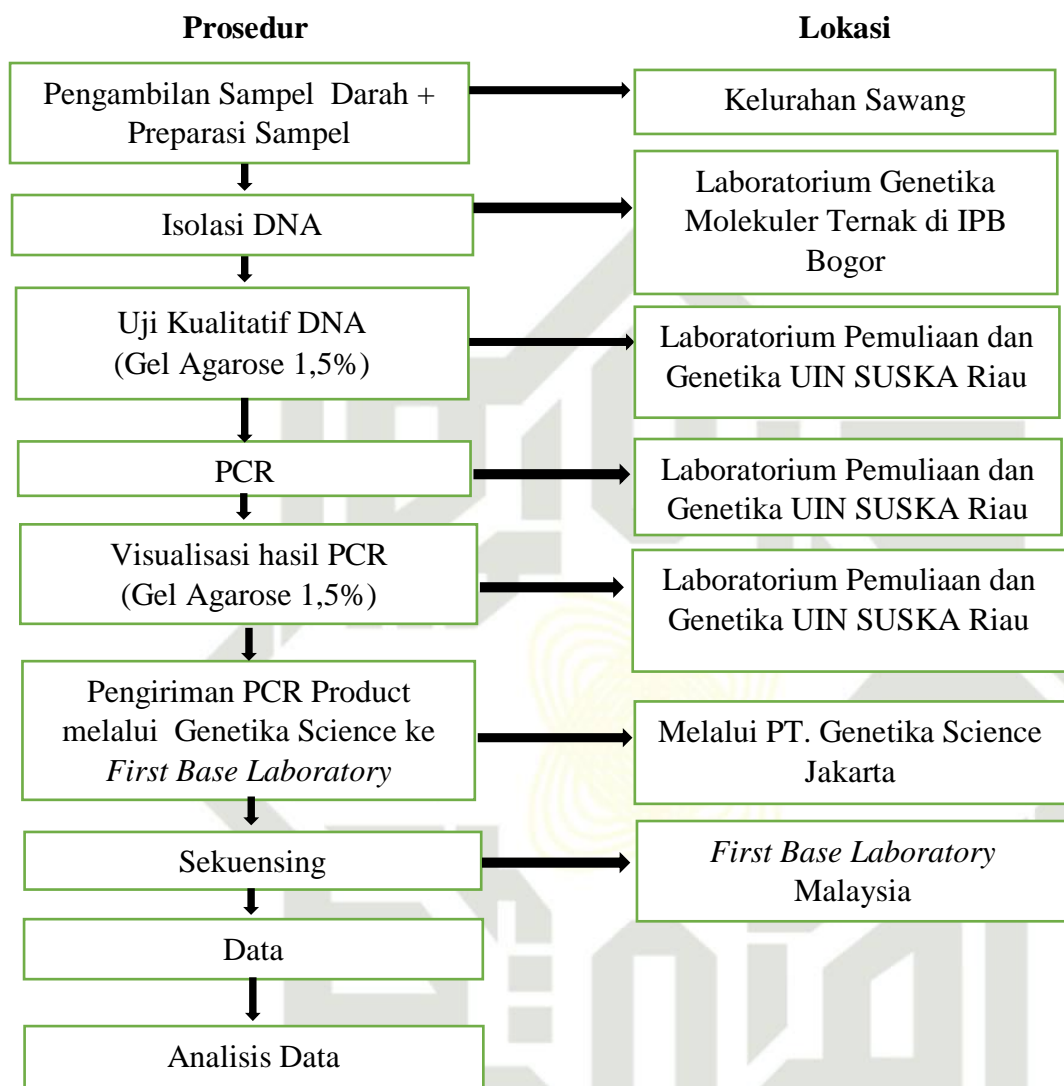 Prosedur
Lokasi
Pengambilan Sampel Darah +
Preparasi Sampel
Kelurahan Sawang
Isolasi DNA
Laboratorium Genetika
Molekuler Ternak di IPB
Bogor
Uji Kualitatif DNA
(Gel Agarose 1,5%)
Laboratorium Pemuliaan dan
Genetika UIN SUSKA Riau
PCR
Laboratorium Pemuliaan dan
Genetika UIN SUSKA Riau
Visualisasi hasil PCR
(Gel Agarose 1,5%)
Laboratorium Pemuliaan dan
Genetika UIN SUSKA Riau
Pengiriman PCR Product
melalui Genetika Science ke
First Base Laboratory
Melalui PT. Genetika Science
Jakarta
Sekuensing
First Base Laboratory
Malaysia
Data
Analisis Data